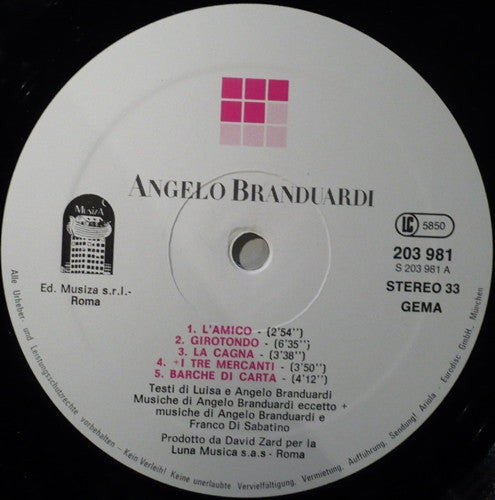 ANGELO BRANDUARDI
MUSIZA
Ed. Musiza s.r.l.-
Roma
LC 5850
203 981
S 203 981 A
STEREO 33
GEMA
1. L'AMICO - (2'54'')
2. GIROTONDO - (6'35'')
3. LA CAGNA - (3'38'')
4. +I TRE MERCANTI - (3'50'')
5. BARCHE DI CARTA - (4'12'')
Testi di Luisa e Angelo Branduardi
Musiche di Angelo Branduardi eccetto +
musiche di Angelo Branduardi e
Franco Di Sabatino
Prodotto da David Zard per la
Luna Musica s.a.s - Roma
Alle Urheber- und Leistungsschutzrechte vorbehalten - Kein Verleih! Keine unerlaubte Vervielfältigung, Vermietung, Aufführung, Sendung! Ariola - Eurodisc GmbH., München